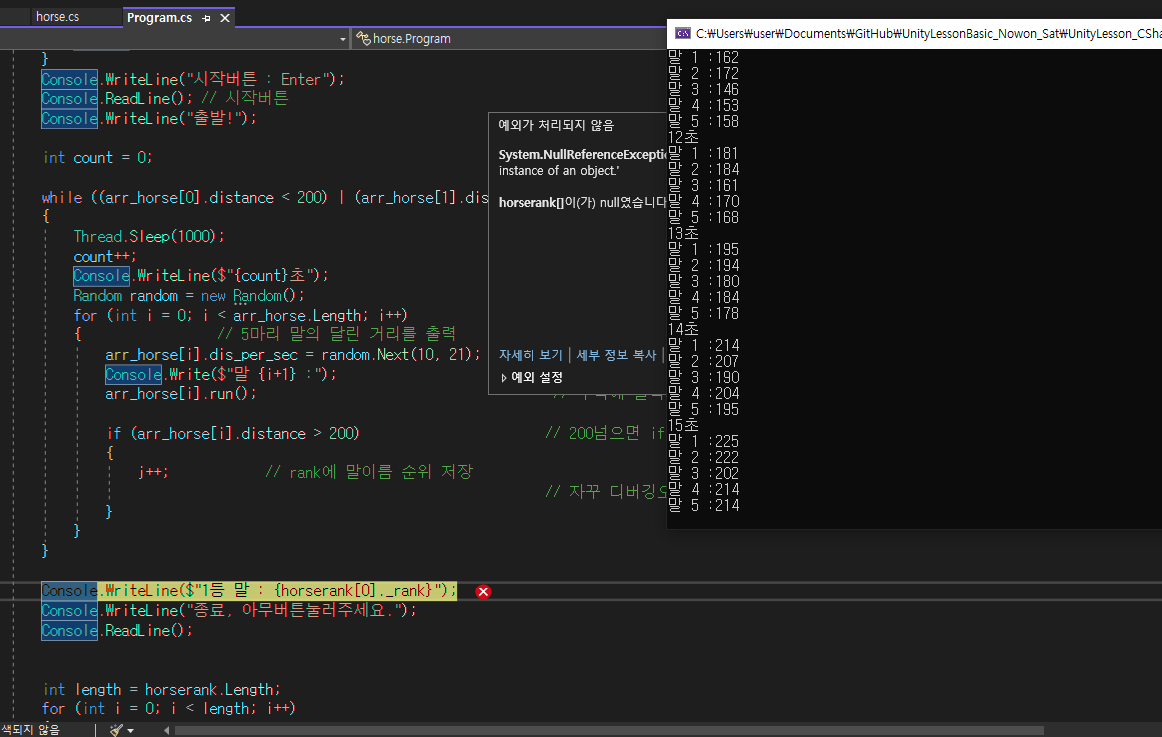 horse.cs
Program.cs
horse.Program
C:\Users\user\Documents\GitHub\UnityLessonBasic_Nowon_Sat\UnityLesson_CSha
}
Console.WriteLine("시작버튼 : Enter");
Console.ReadLine(); // 시작버튼
Console.WriteLine("출발!");
int count = 0;
while ((arr_horse[0].distance < 200) | (arr_horse[1].dis
{
Thread.Sleep(1000);
count++;
Console.WriteLine($"{count}초");
Random random = new Random();
for (int i = 0; i < arr_horse.Length; i++)
{ // 5마리 말의 달린 거리를 출력
arr_horse[i].dis_per_sec = random.Next(10, 21);
Console.Write($"말 {i+1} :");
arr_horse[i].run();
if (arr_horse[i].distance > 200) // 200넘으면 if
{
j++; // rank에 말이름 순위 저장
// 자꾸 디버깅오
}
}
}
Console.WriteLine($"1등 말 : {horserank[0]._rank}");
Console.WriteLine("종료, 아무버튼눌러주세요.");
Console.ReadLine();
int length = horserank.Length;
for (int i = 0; i < length; i++)
색되지 않음
예외가 처리되지 않음
System.NullReferenceExceptio
instance of an object.'
horserank[]이(가) null였습니다
자세히 보기 | 세부 정보 복사 |
예외 설정
말 1 :162
말 2 :172
말 3 :146
말 4 :153
말 5 :158
12초
말 1 :181
말 2 :184
말 3 :161
말 4 :170
말 5 :168
13초
말 1 :195
말 2 :194
말 3 :180
말 4 :184
말 5 :178
14초
말 1 :214
말 2 :207
말 3 :190
말 4 :204
말 5 :195
15초
말 1 :225
말 2 :222
말 3 :202
말 4 :214
말 5 :214